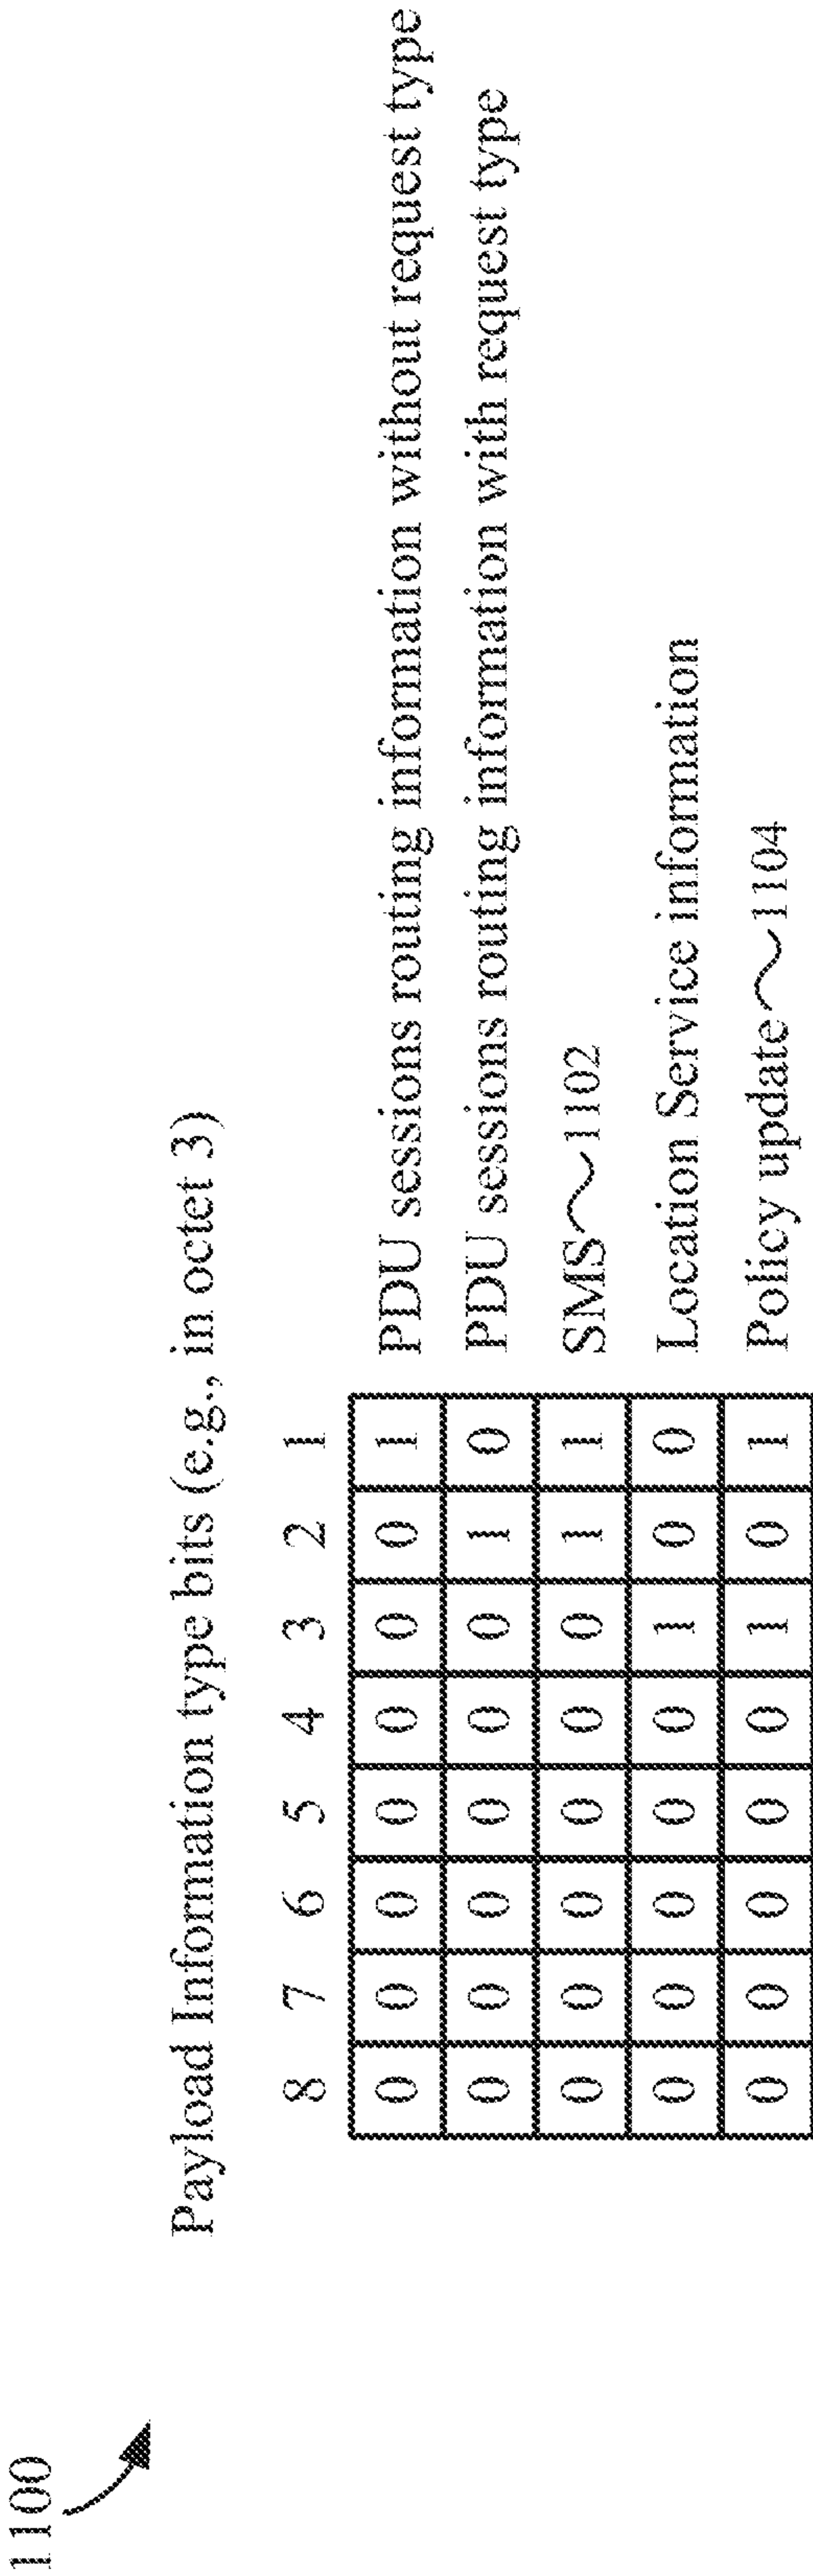 1100
Payload Information type bits (e.g., in octet 3)
8 7 6 5 4 3 2 1
0 0 0 0 0 0 0 1 PDU sessions routing information without request type
0 0 0 0 0 0 1 0 PDU sessions routing information with request type
0 0 0 0 0 0 1 1 SMS 1102
0 0 0 0 0 1 0 0 Location Service information
0 0 0 0 0 1 0 1 Policy update 1104